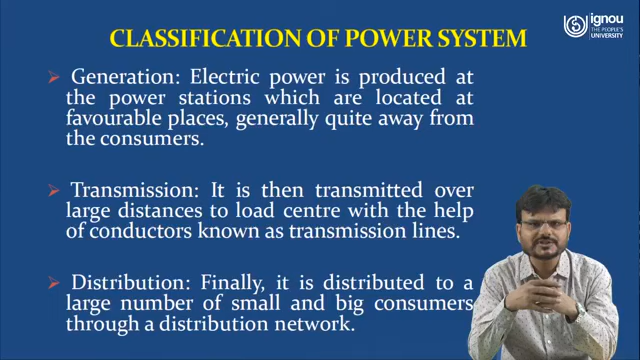 CLASSIFICATION OF POWER SYSTEM
ignou
THE PEOPLE'S
UNIVERSITY
➢ Generation: Electric power is produced at
the power stations which are located at
favourable places, generally quite away from
the consumers.
➢ Transmission: It is then transmitted over
large distances to load centre with the help
of conductors known as transmission lines.
➢ Distribution: Finally, it is distributed to a
large number of small and big consumers
through a distribution network.